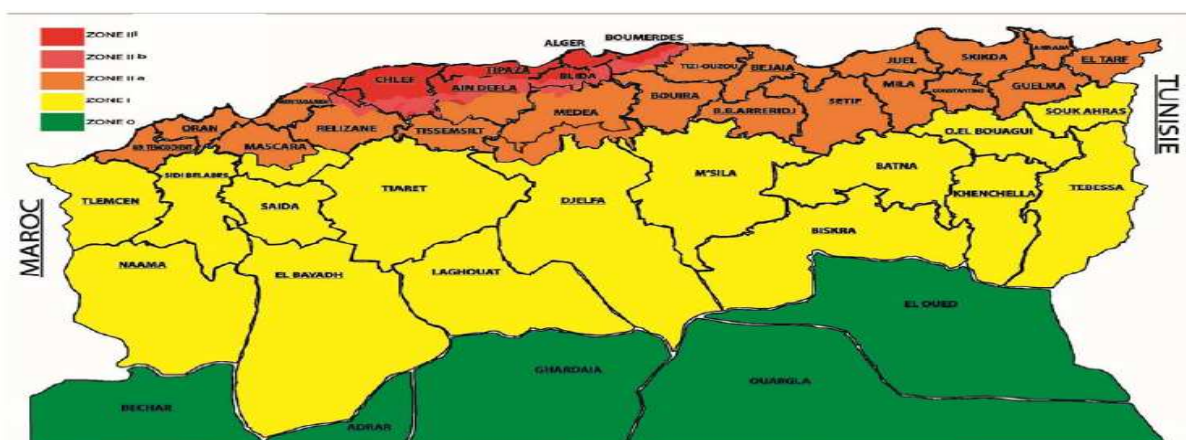 ZONE III
ZONE II b
ZONE II a
ZONE I
ZONE 0
ALGER
BOUMERDES
TIPAZA
CHLEF
BLIDA
AIN DEFLA
TIZI-OUZOU
BEJAIA
JIJEL
SKIKDA
ANNABA
EL TARF
MILA
CONSTANTINE
GUELMA
BOUIRA
MEDEA
B.B.ARRERIDJ
SETIF
SOUK AHRAS
ORAN
RELIZANE
TISSEMSILT
MASCARA
O.EL BOUAGUI
SIDI BELABES
TLEMCEN
SAIDA
TIARET
DJELFA
M'SILA
BATNA
KHENCHELLA
TEBESSA
BISKRA
NAAMA
EL BAYADH
LAGHOUAT
EL OUED
GHARDAIA
OUARGLA
BECHAR
ADRAR
MAROC
TUNISIE